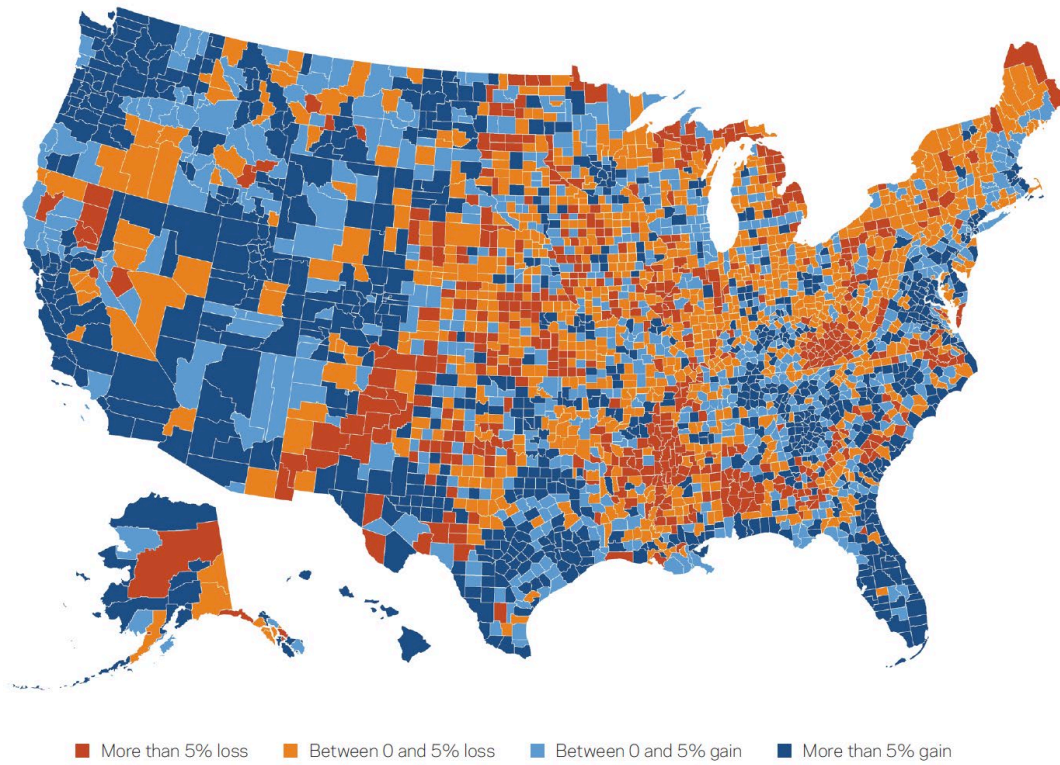 More than 5% loss
Between 0 and 5% loss
Between 0 and 5% gain
More than 5% gain